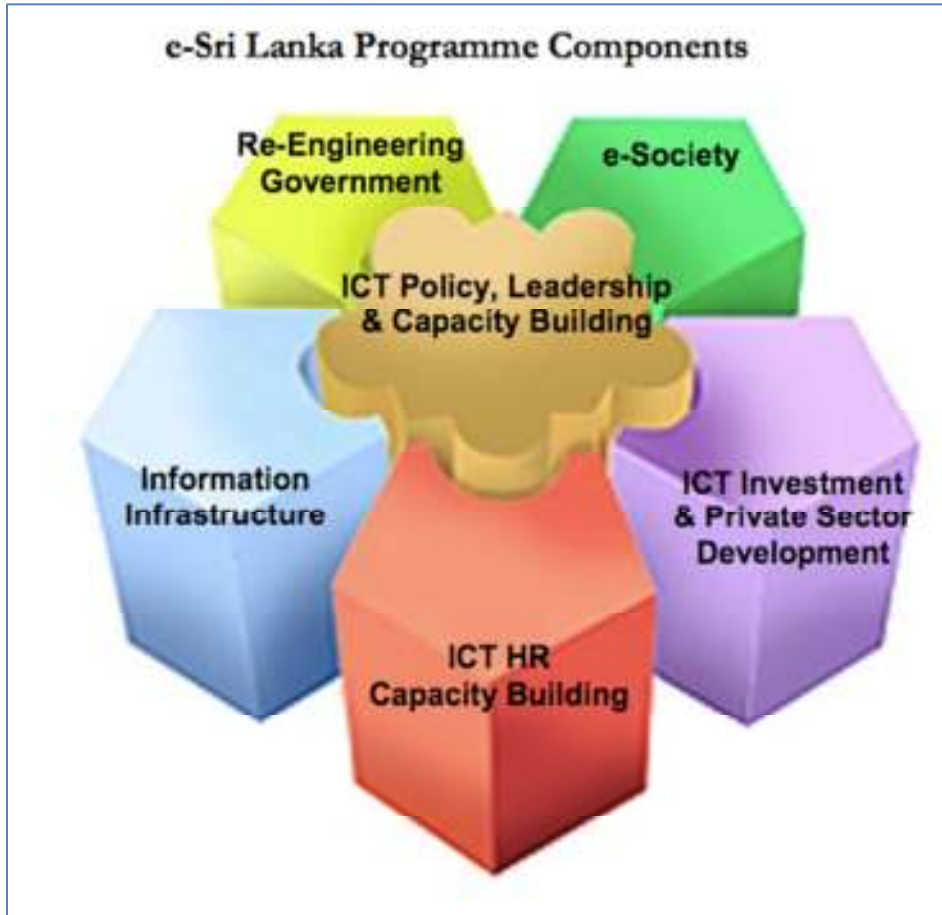 e-Sri Lanka Programme Components
Re-Engineering
Government
e-Society
ICT Policy, Leadership
& Capacity Building
Information
Infrastructure
ICT Investment
& Private Sector
Development
ICT HR
Capacity Building